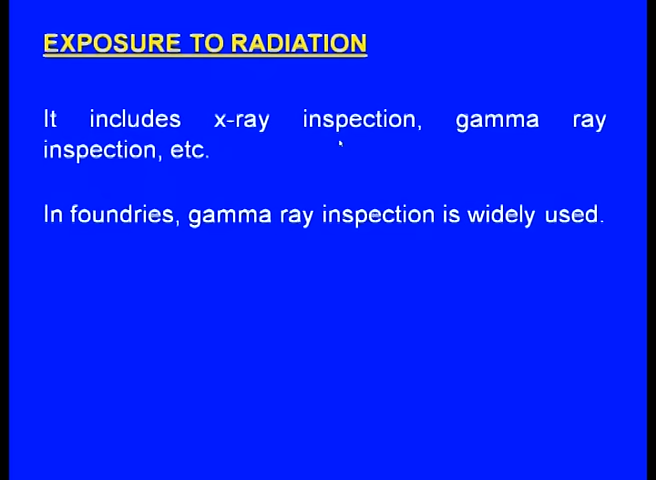 EXPOSURE TO RADIATION
It includes x-ray inspection, gamma ray
inspection, etc.
In foundries, gamma ray inspection is widely used.